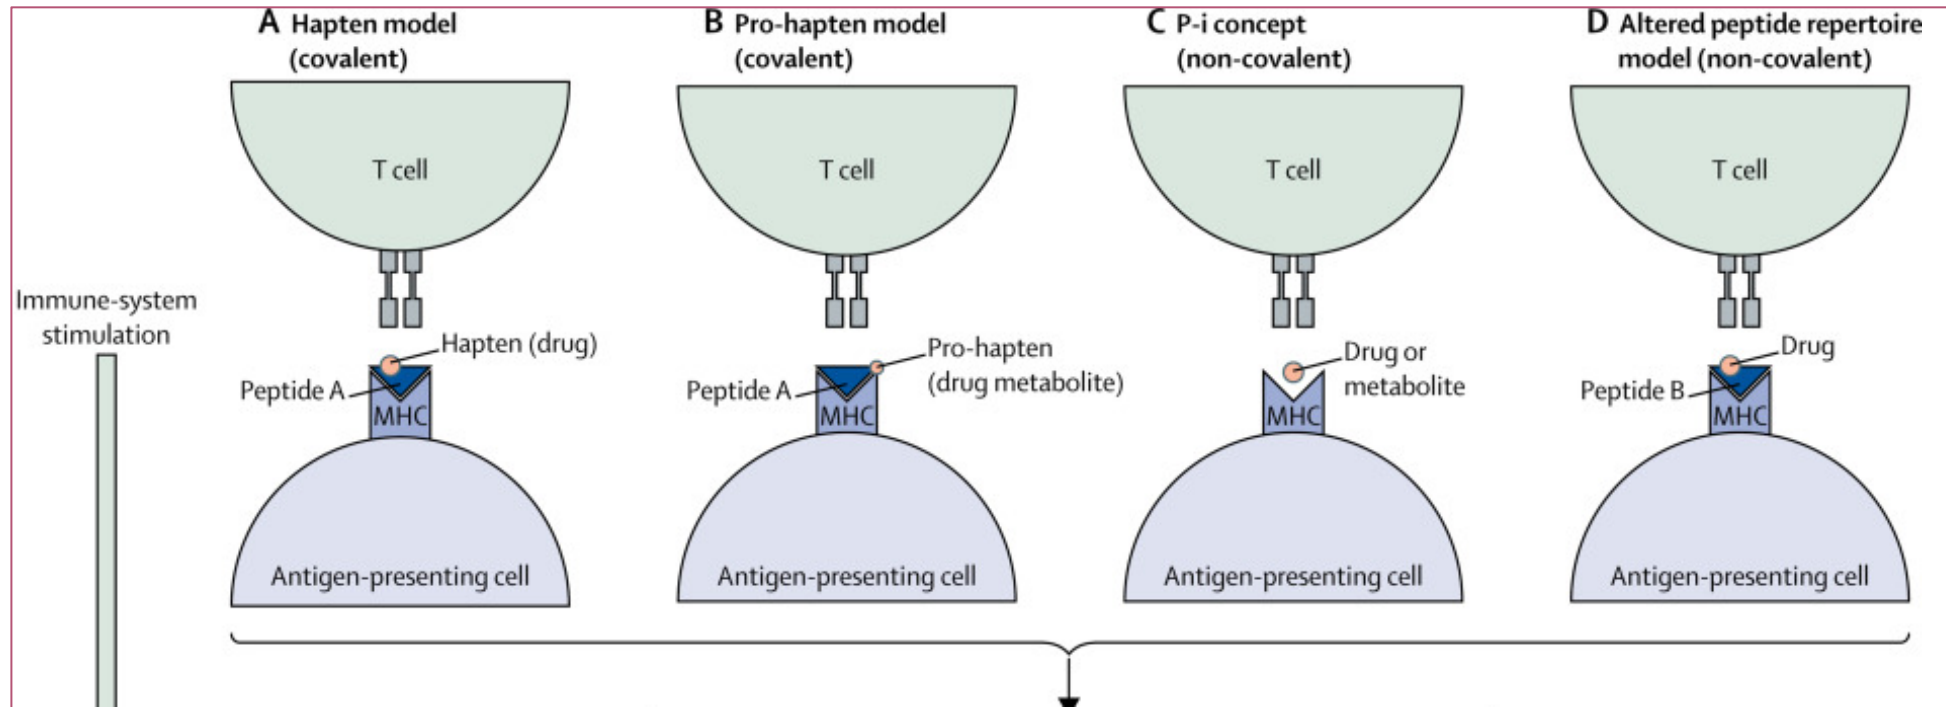 A Hapten model
(covalent)
B Pro-hapten model
(covalent)
C P-i concept
(non-covalent)
D Altered peptide repertoire
model (non-covalent)
T cell
T cell
T cell
T cell
Immune-system
stimulation
Hapten (drug)
Peptide A
MHC
Pro-hapten
(drug metabolite)
Peptide A
MHC
Drug or
metabolite
MHC
Drug
Peptide B
MHC
Antigen-presenting cell
Antigen-presenting cell
Antigen-presenting cell
Antigen-presenting cell